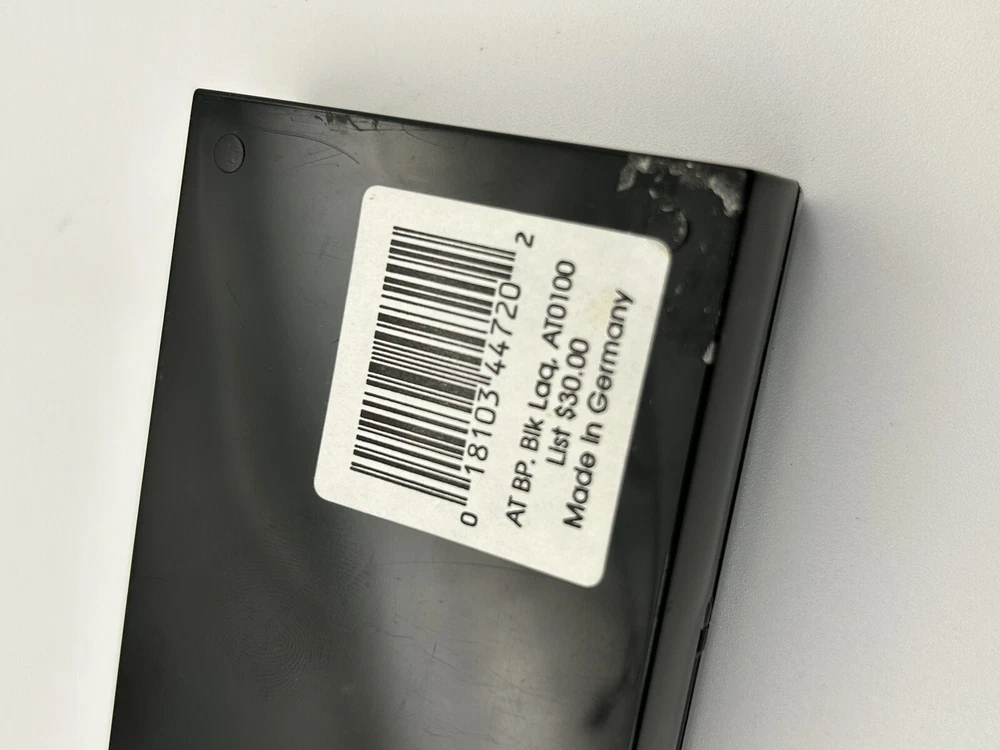 0 18103 44720 2
AT BP. Blk Laq, AT0100
List $30.00
Made In Germany